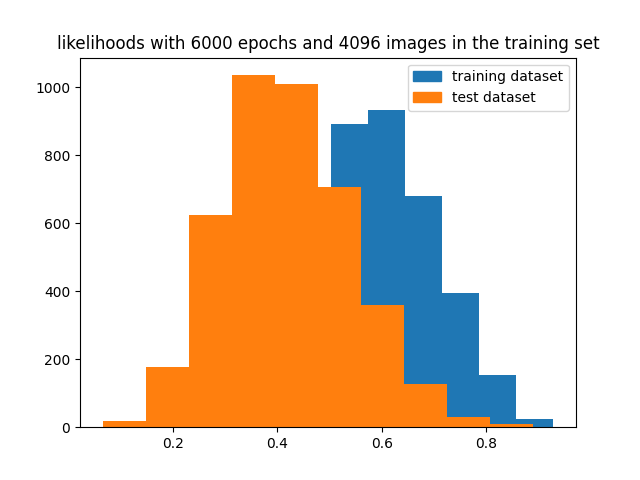 likelihoods with 6000 epochs and 4096 images in the training set
training dataset
test dataset
1000
800
600
400
200
0
0.2 0.4 0.6 0.8